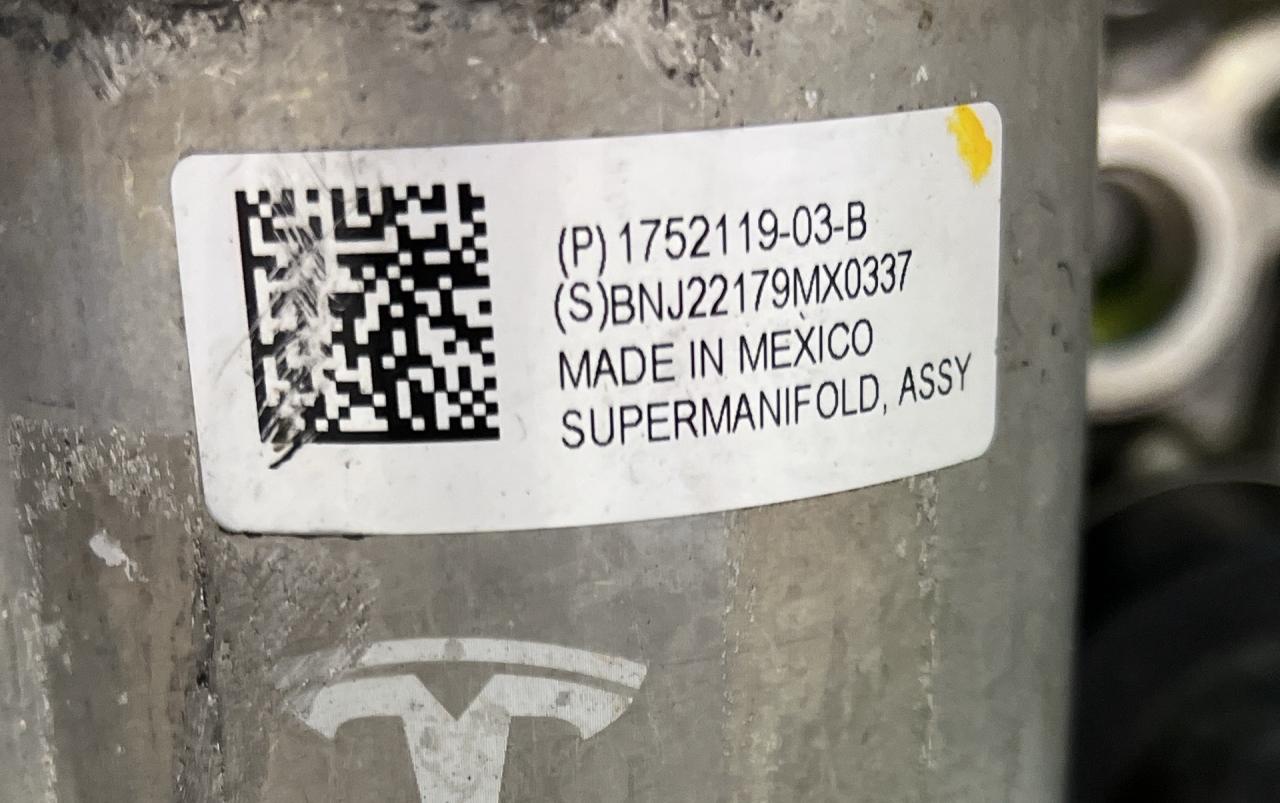 (P) 1752119-03-B
(S)BNJ22179MX0337
MADE IN MEXICO
SUPERMANIFOLD, ASSY